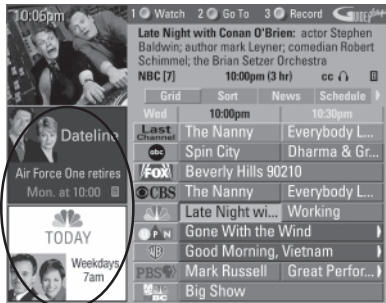 10:06pm
1 Watch 2 Go To 3 Record GUIDE Plus
Late Night with Conan O'Brien: actor Stephen
Baldwin; author mark Leyner; comedian Robert
Schimmel; the Brian Setzer Orchestra
NBC [7] 10:00pm (3 hr) cc
Grid Sort News Schedule
Wed 10:00pm 10:30pm
Last Channel The Nanny Everybody L...
abc Spin City Dharma & Gr...
FOX Beverly Hills 90210
CBS The Nanny Everybody L...
Late Night wi... Working
UPN Gone With the Wind
WB Good Morning, Vietnam
PBS Mark Russell Great Perfor...
BC Big Show
Dateline
Air Force One retires
Mon. at 10:00
TODAY
Weekdays
7am